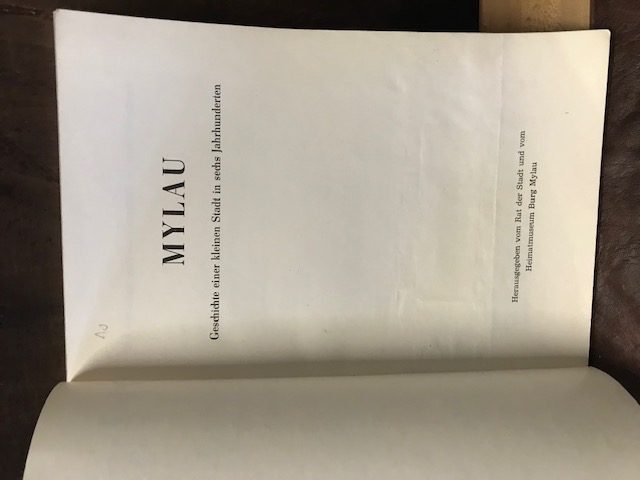 MYLAU
Geschichte einer kleinen Stadt in sechs Jahrhunderten
Herausgegeben vom Rat der Stadt und vom
Heimatmuseum Burg Mylau